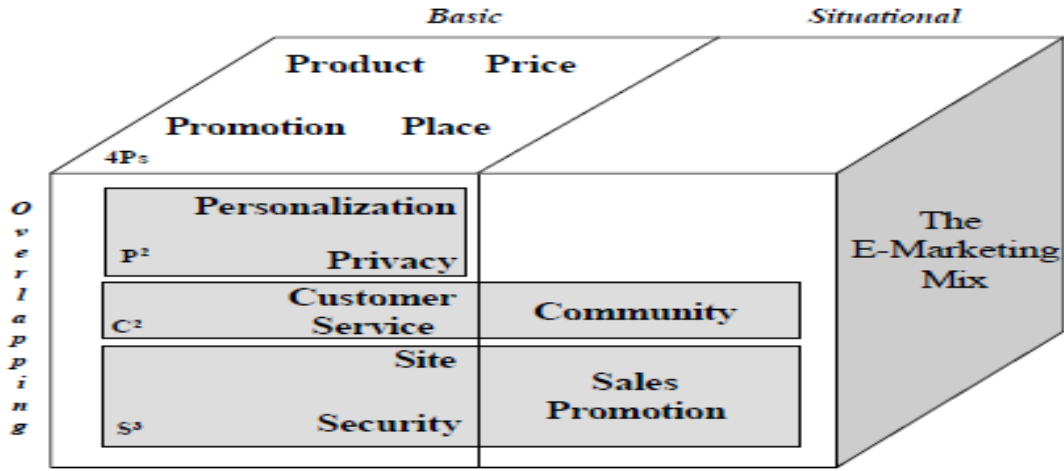 Basic Situational
Product Price
Promotion Place
4Ps
Overlapping
Personalization
P² Privacy
The
E-Marketing
Mix
Customer
Service
C²
Community
Site
S³ Security
Sales
Promotion